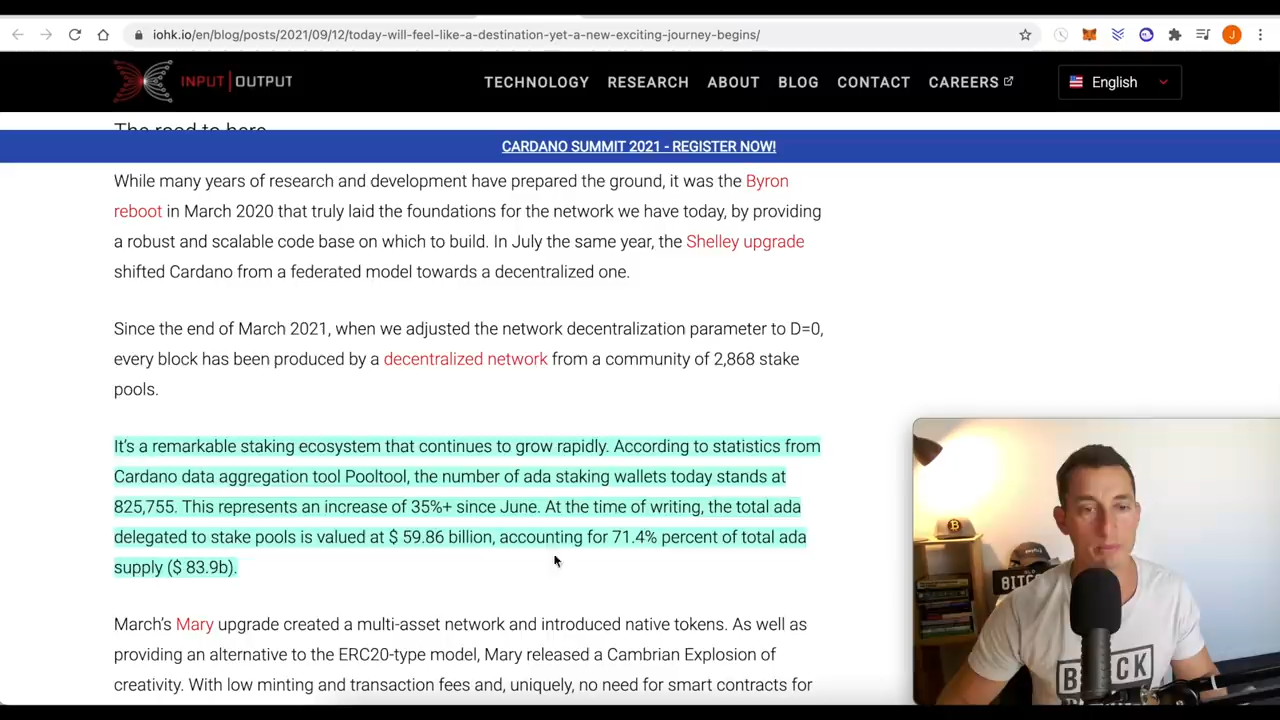 iohk.io/en/blog/posts/2021/09/12/today-will-feel-like-a-destination-yet-a-new-exciting-journey-begins/
J
INPUT | OUTPUT
TECHNOLOGY RESEARCH ABOUT BLOG CONTACT CAREERS
English
The road to here
CARDANO SUMMIT 2021 - REGISTER NOW!
While many years of research and development have prepared the ground, it was the Byron
reboot in March 2020 that truly laid the foundations for the network we have today, by providing
a robust and scalable code base on which to build. In July the same year, the Shelley upgrade
shifted Cardano from a federated model towards a decentralized one.
Since the end of March 2021, when we adjusted the network decentralization parameter to D=0,
every block has been produced by a decentralized network from a community of 2,868 stake
pools.
It's a remarkable staking ecosystem that continues to grow rapidly. According to statistics from
Cardano data aggregation tool Pooltool, the number of ada staking wallets today stands at
825,755. This represents an increase of 35%+ since June. At the time of writing, the total ada
delegated to stake pools is valued at $ 59.86 billion, accounting for 71.4% percent of total ada
supply ($ 83.9b).
March's Mary upgrade created a multi-asset network and introduced native tokens. As well as
providing an alternative to the ERC20-type model, Mary released a Cambrian Explosion of
creativity. With low minting and transaction fees and, uniquely, no need for smart contracts for